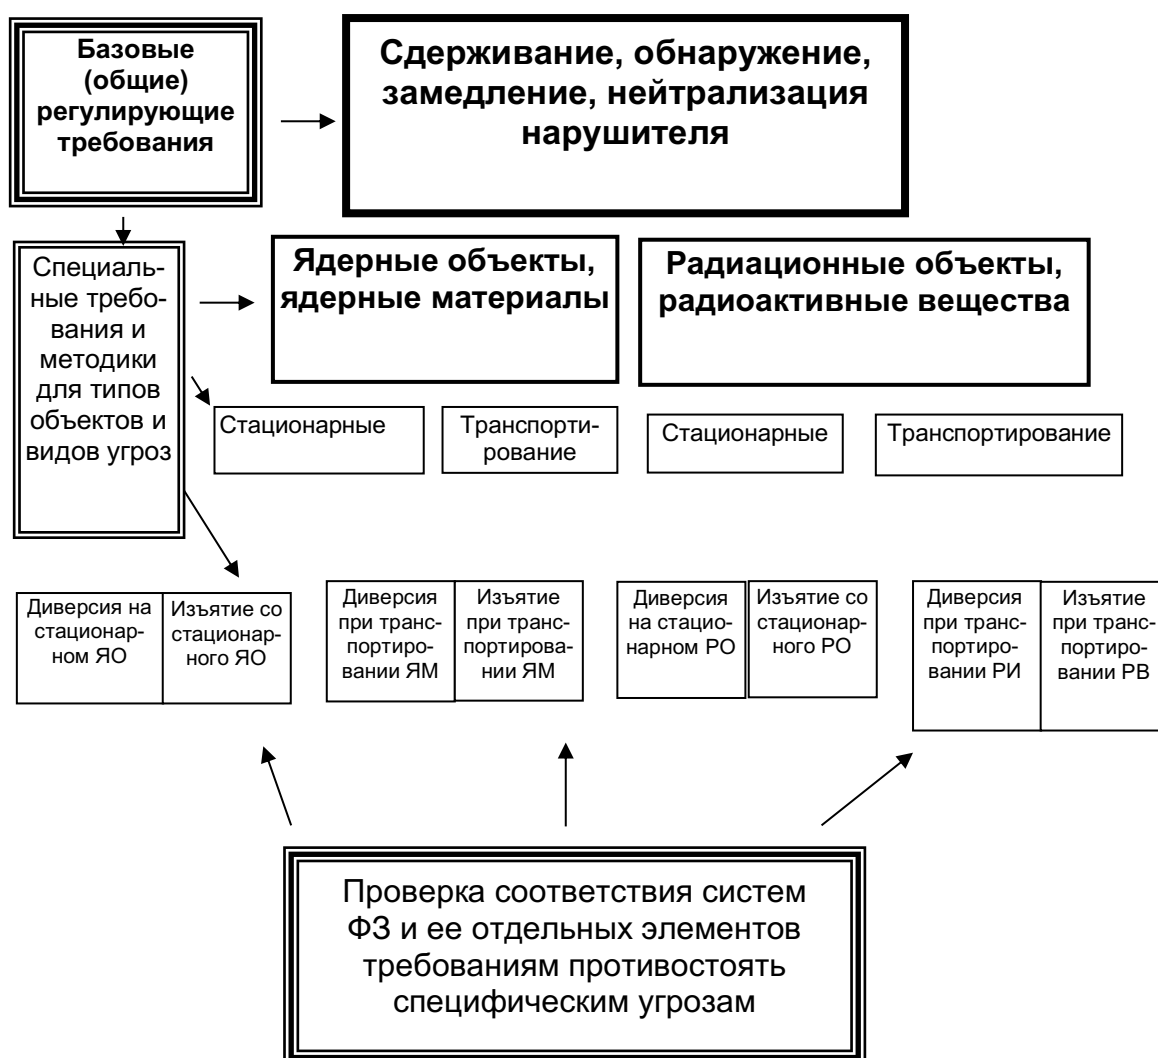 Базовые
(общие)
регулирующие
требования
Сдерживание, обнаружение,
замедление, нейтрализация
нарушителя
Специаль-
ные требо-
вания и
методики
для типов
объектов и
видов угроз
Ядерные объекты,
ядерные материалы
Радиационные объекты,
радиоактивные вещества
Стационарные
Транспорти-
рование
Стационарные
Транспортирование
Диверсия на
стационар-
ном ЯО
Изъятие со
стационар-
ного ЯО
Диверсия
при транс-
портиро-
вании ЯМ
Изъятие
при транс-
портирова-
нии ЯМ
Диверсия
на стацио-
нарном РО
Изъятие со
стационар-
ного РО
Диверсия
при транс-
портиро-
вании РИ
Изъятие
при транс-
портиро-
вании РВ
Проверка соответствия систем
ФЗ и ее отдельных элементов
требованиям противостоять
специфическим угрозам